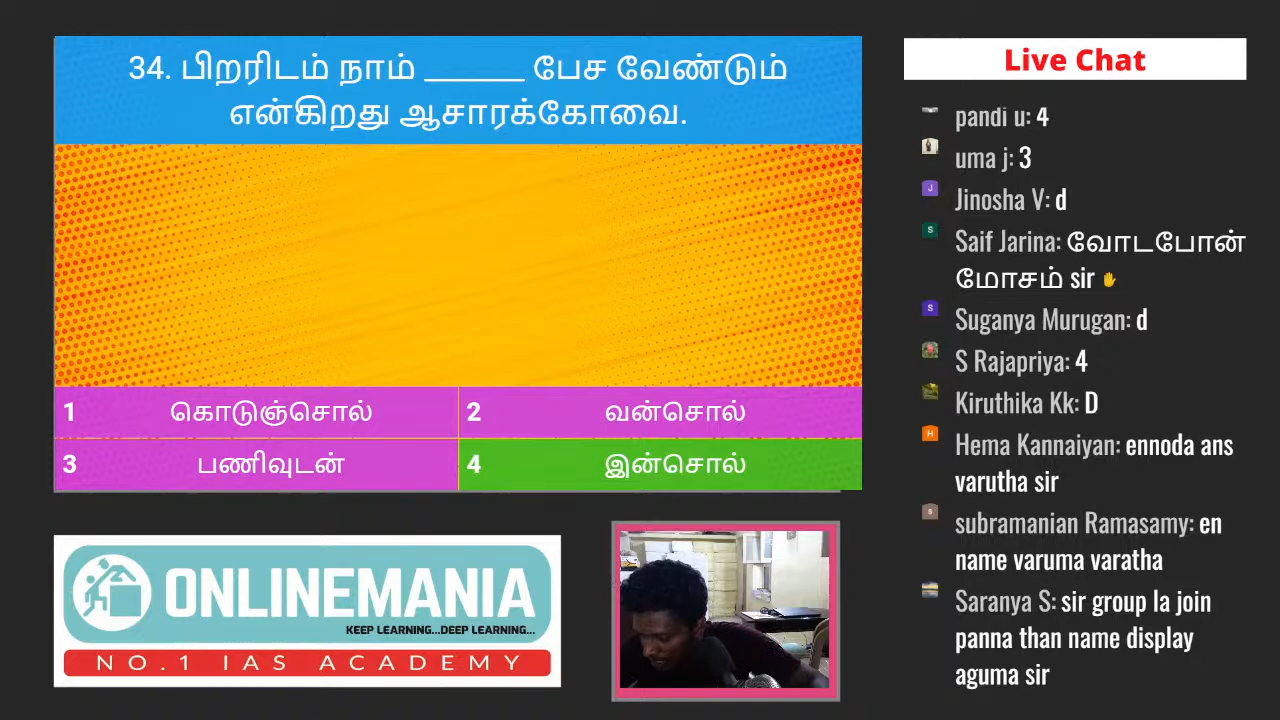 34. பிறரிடம் நாம் _______ பேச வேண்டும்
என்கிறது ஆசாரக்கோவை.
1 கொடுஞ்சொல்
2 வன்சொல்
3 பணிவுடன்
4 இன்சொல்
ONLINEMANIA
KEEP LEARNING...DEEP LEARNING...
NO.1 IAS ACADEMY
Live Chat
pandi u: 4
uma j: 3
J Jinosha V: d
S Saif Jarina: வோடபோன்
மோசம் sir ✋
S Suganya Murugan: d
S Rajapriya: 4
Kiruthika Kk: D
H Hema Kannaiyan: ennoda ans
varutha sir
s subramanian Ramasamy: en
name varuma varatha
Saranya S: sir group la join
panna than name display
aguma sir